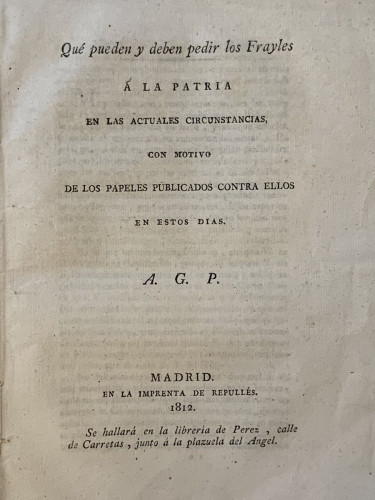 Qué pueden y deben pedir los Frayles
Á LA PATRIA
EN LAS ACTUALES CIRCUNSTANCIAS,
CON MOTIVO
DE LOS PAPELES PUBLICADOS CONTRA ELLOS
EN ESTOS DIAS.
A. G. P.
MADRID.
EN LA IMPRENTA DE REPULLÉS.
1812.
Se hallará en la libreria de Perez , calle
de Carretas , junto á la plazuela del Angel.